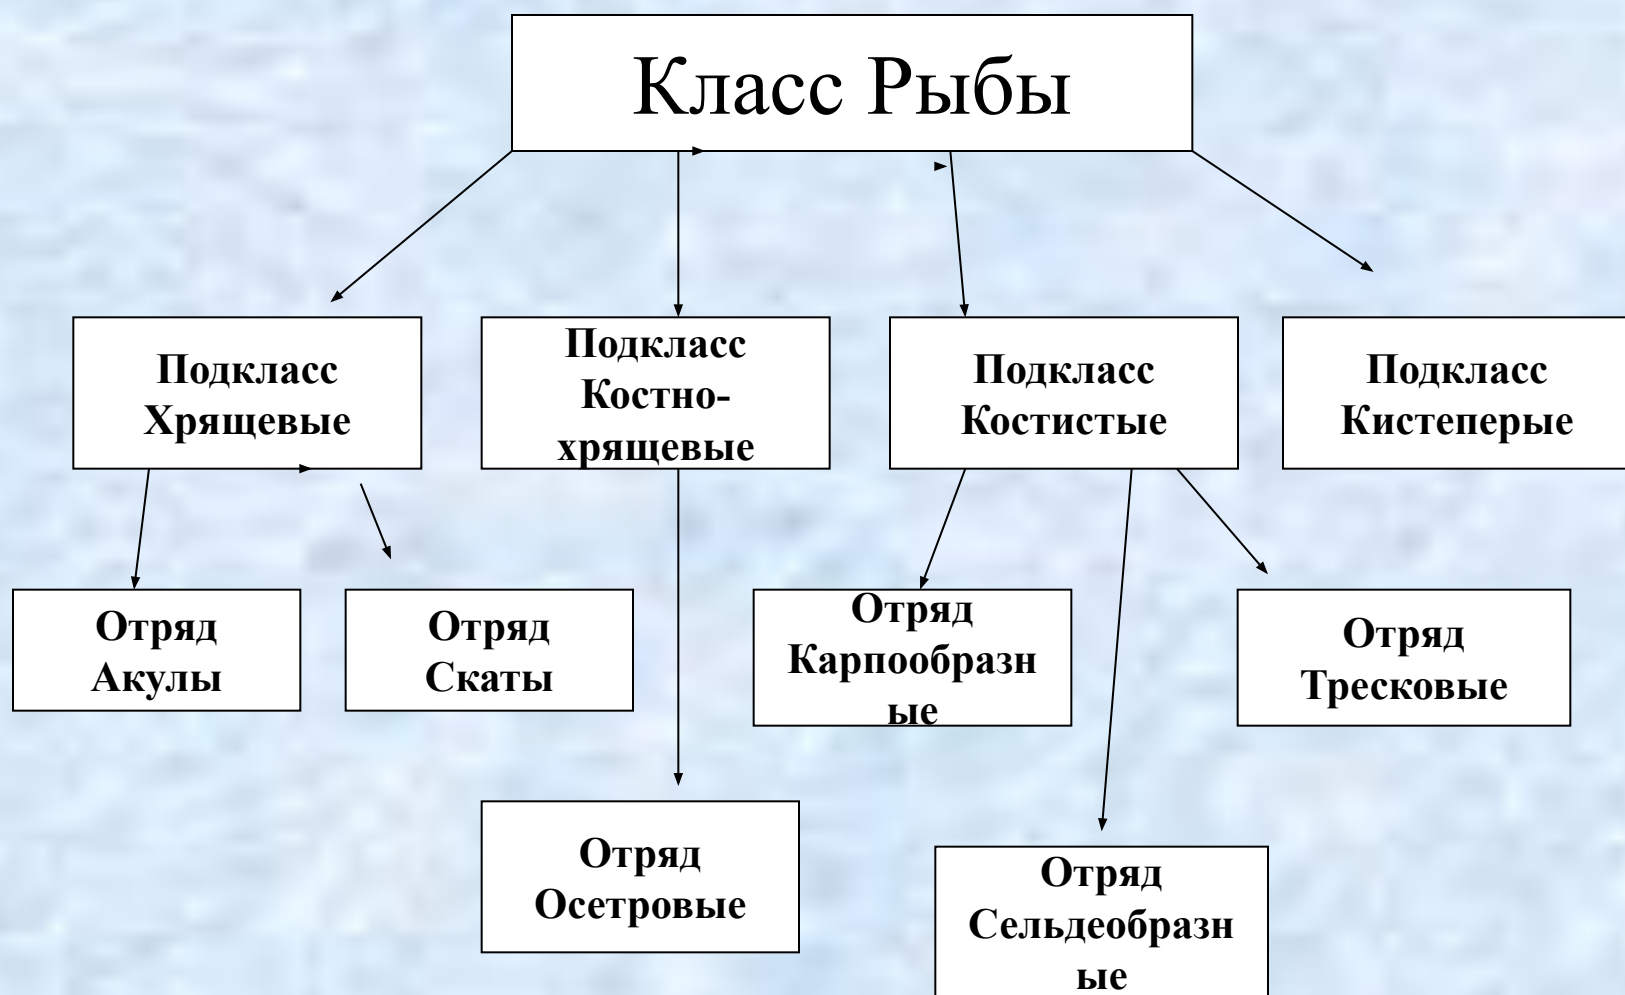 Класс Рыбы
Подкласс
Хрящевые
Подкласс
Костно-
хрящевые
Подкласс
Костистые
Подкласс
Кистеперые
Отряд
Акулы
Отряд
Скаты
Отряд
Карпообразн
ые
Отряд
Тресковые
Отряд
Осетровые
Отряд
Сельдеобразн
ые